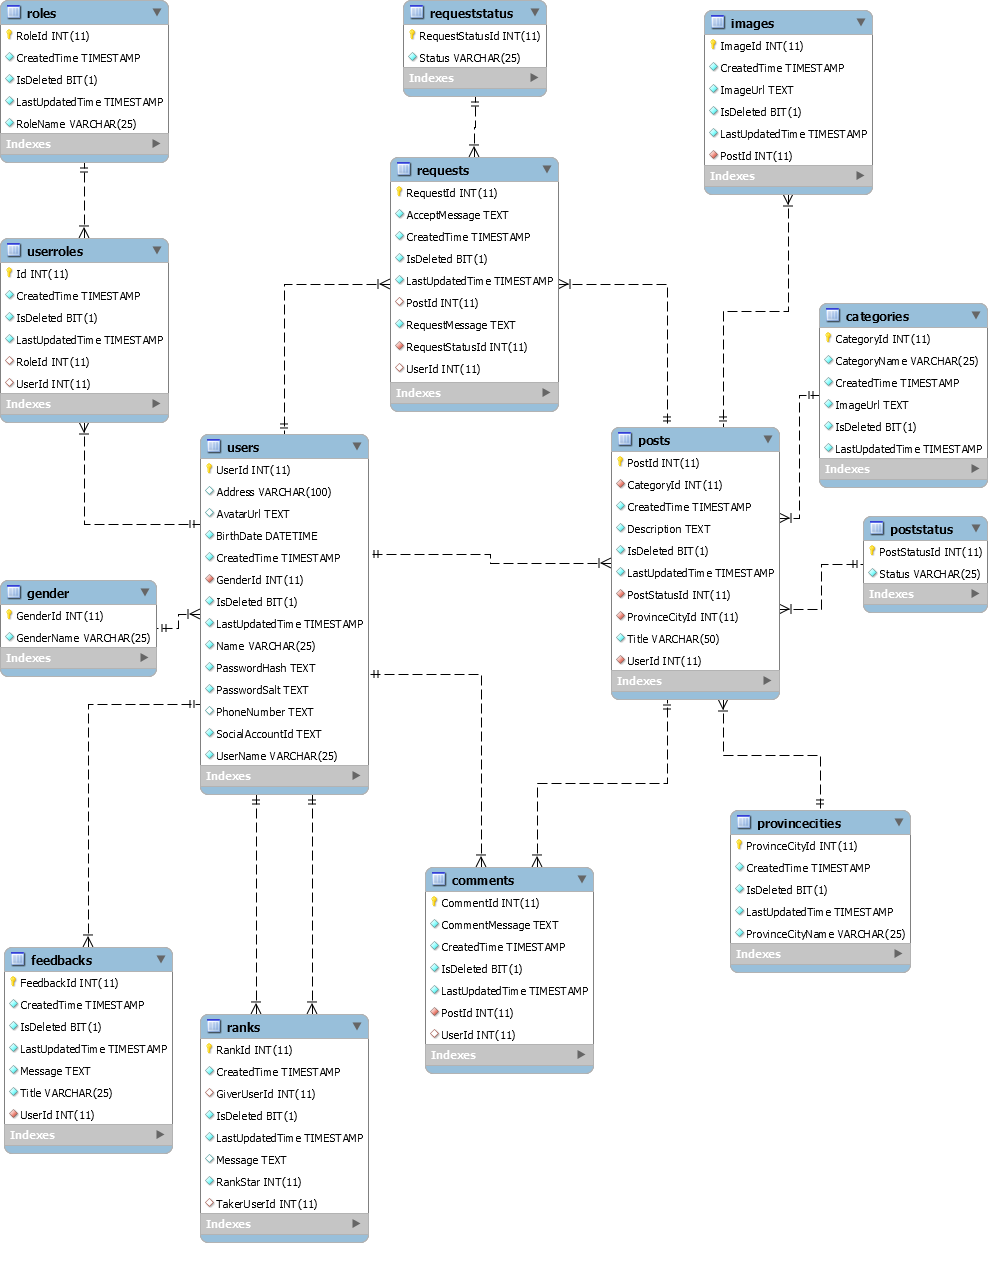 roles
RoleId INT(11)
CreatedTime TIMESTAMP
IsDeleted BIT(1)
LastUpdatedTime TIMESTAMP
RoleName VARCHAR(25)
Indexes
requeststatus
RequestStatusId INT(11)
Status VARCHAR(25)
Indexes
images
ImageId INT(11)
CreatedTime TIMESTAMP
ImageUrl TEXT
IsDeleted BIT(1)
LastUpdatedTime TIMESTAMP
PostId INT(11)
Indexes
requests
RequestId INT(11)
AcceptMessage TEXT
CreatedTime TIMESTAMP
IsDeleted BIT(1)
LastUpdatedTime TIMESTAMP
PostId INT(11)
RequestMessage TEXT
RequestStatusId INT(11)
UserId INT(11)
Indexes
userroles
Id INT(11)
CreatedTime TIMESTAMP
IsDeleted BIT(1)
LastUpdatedTime TIMESTAMP
RoleId INT(11)
UserId INT(11)
Indexes
categories
CategoryId INT(11)
CategoryName VARCHAR(25)
CreatedTime TIMESTAMP
ImageUrl TEXT
IsDeleted BIT(1)
LastUpdatedTime TIMESTAMP
Indexes
users
UserId INT(11)
Address VARCHAR(100)
AvatarUrl TEXT
BirthDate DATETIME
CreatedTime TIMESTAMP
GenderId INT(11)
IsDeleted BIT(1)
LastUpdatedTime TIMESTAMP
Name VARCHAR(25)
PasswordHash TEXT
PasswordSalt TEXT
PhoneNumber TEXT
SocialAccountId TEXT
UserName VARCHAR(25)
Indexes
posts
PostId INT(11)
CategoryId INT(11)
CreatedTime TIMESTAMP
Description TEXT
IsDeleted BIT(1)
LastUpdatedTime TIMESTAMP
PostStatusId INT(11)
ProvinceCityId INT(11)
Title VARCHAR(50)
UserId INT(11)
Indexes
poststatus
PostStatusId INT(11)
Status VARCHAR(25)
Indexes
gender
GenderId INT(11)
GenderName VARCHAR(25)
Indexes
provincecities
ProvinceCityId INT(11)
CreatedTime TIMESTAMP
IsDeleted BIT(1)
LastUpdatedTime TIMESTAMP
ProvinceCityName VARCHAR(25)
Indexes
comments
CommentId INT(11)
CommentMessage TEXT
CreatedTime TIMESTAMP
IsDeleted BIT(1)
LastUpdatedTime TIMESTAMP
PostId INT(11)
UserId INT(11)
Indexes
feedbacks
FeedbackId INT(11)
CreatedTime TIMESTAMP
IsDeleted BIT(1)
LastUpdatedTime TIMESTAMP
Message TEXT
Title VARCHAR(25)
UserId INT(11)
Indexes
ranks
RankId INT(11)
CreatedTime TIMESTAMP
GiverUserId INT(11)
IsDeleted BIT(1)
LastUpdatedTime TIMESTAMP
Message TEXT
RankStar INT(11)
TakerUserId INT(11)
Indexes